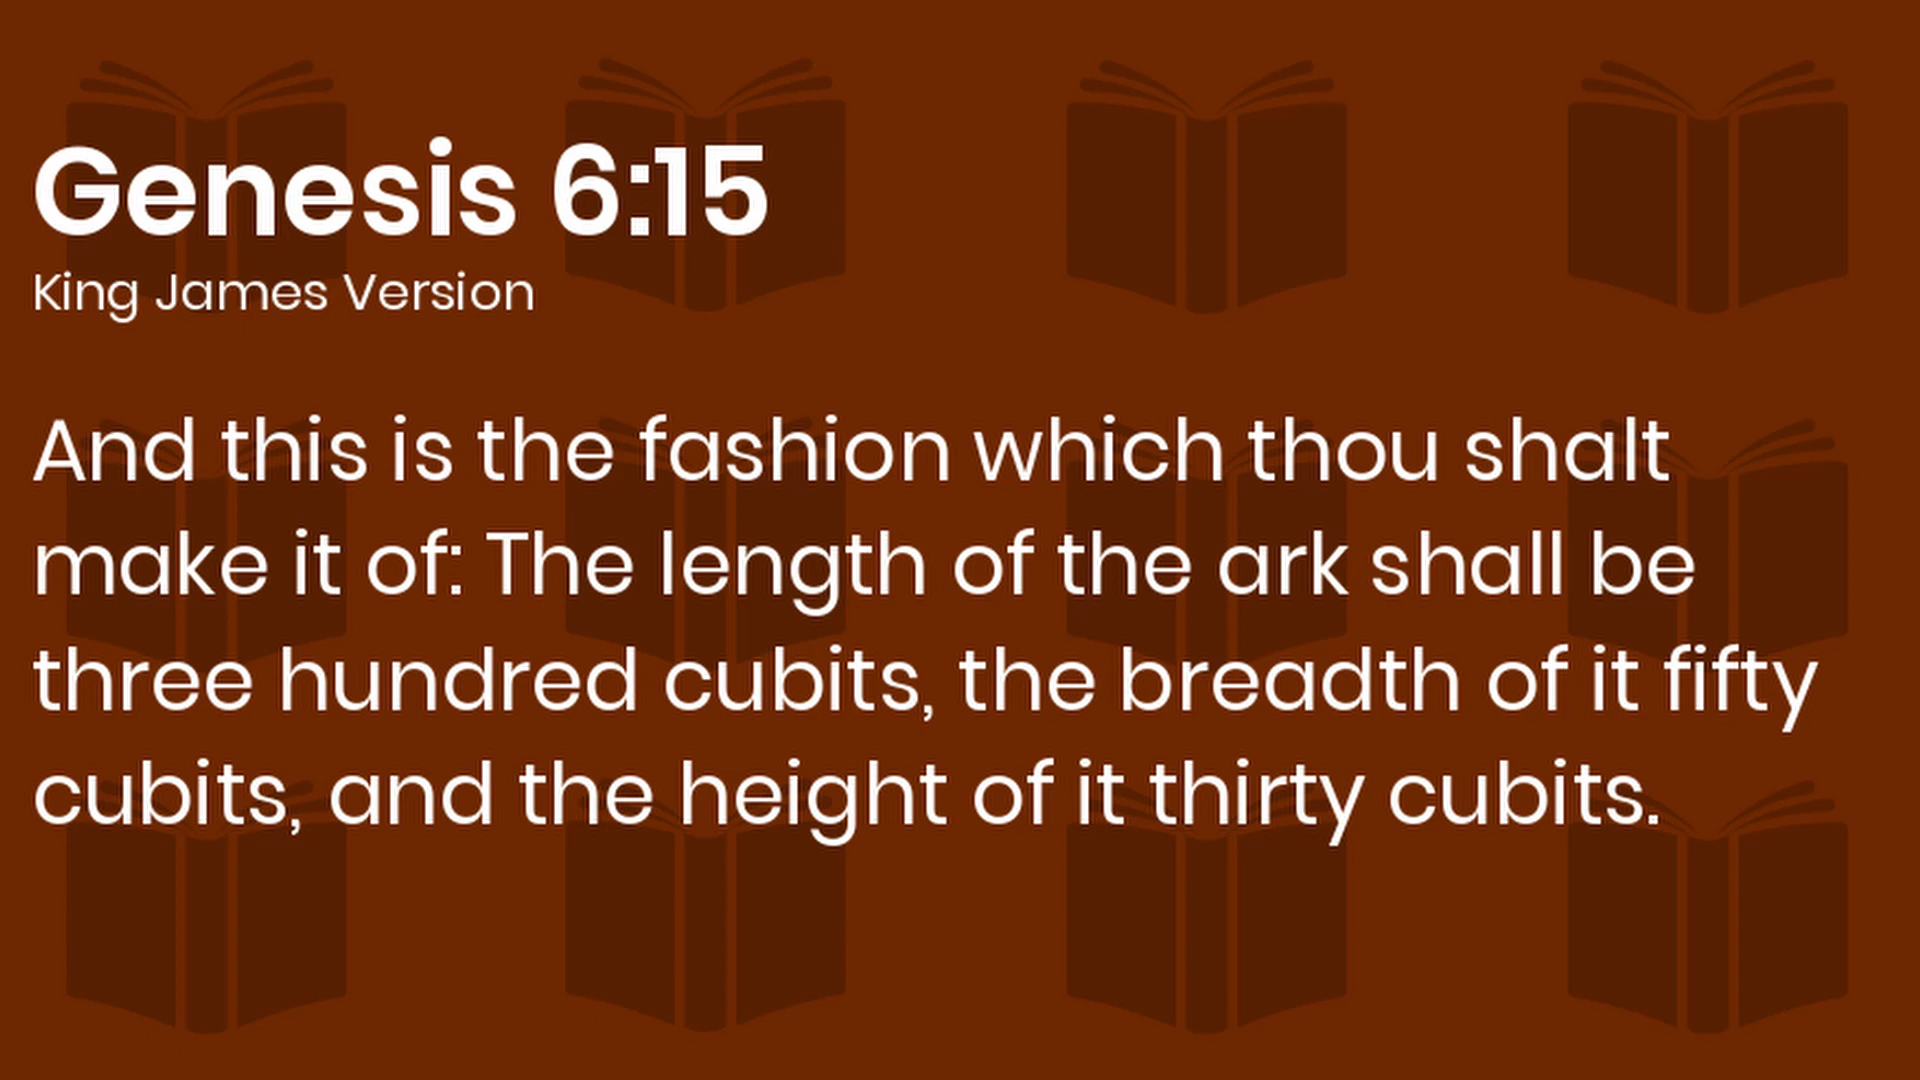 Genesis 6:15
King James Version
And this is the fashion which thou shalt
make it of: The length of the ark shall be
three hundred cubits, the breadth of it fifty
cubits, and the height of it thirty cubits.